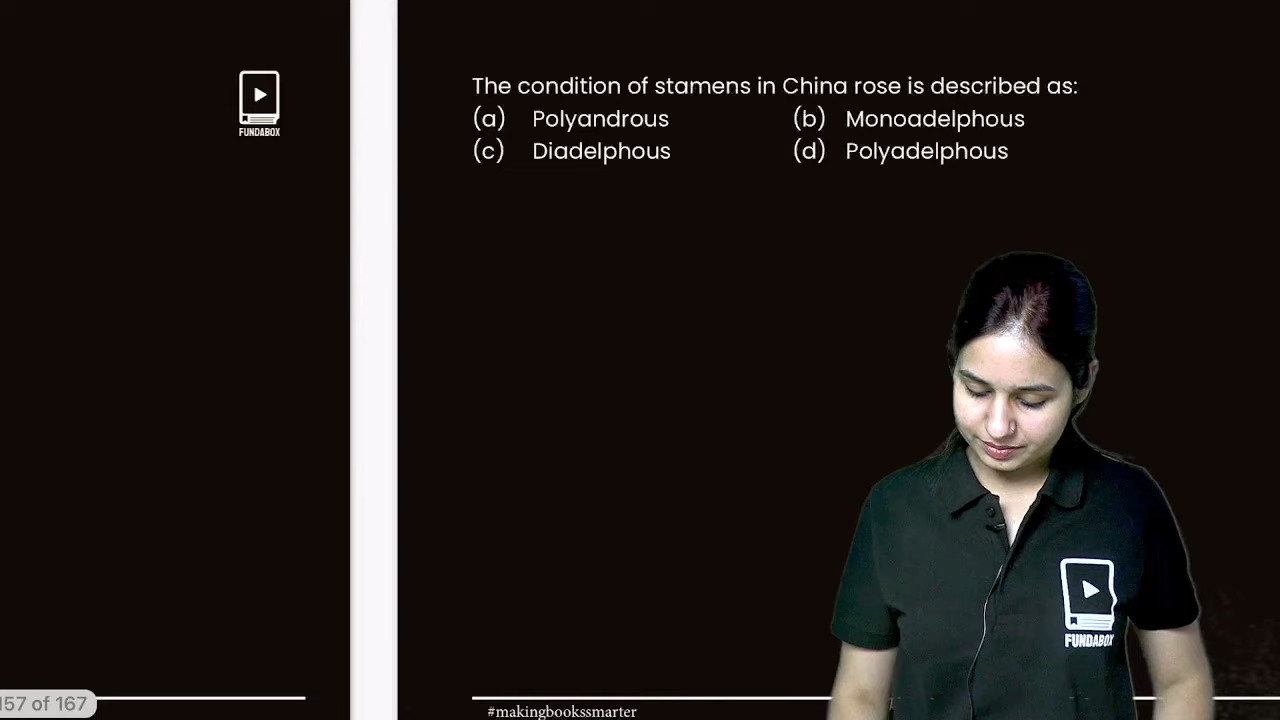 FUNDABOX
The condition of stamens in China rose is described as:
(a) Polyandrous (b) Monoadelphous
(c) Diadelphous (d) Polyadelphous
FUNDABOX
157 of 167
#makingbookssmarter